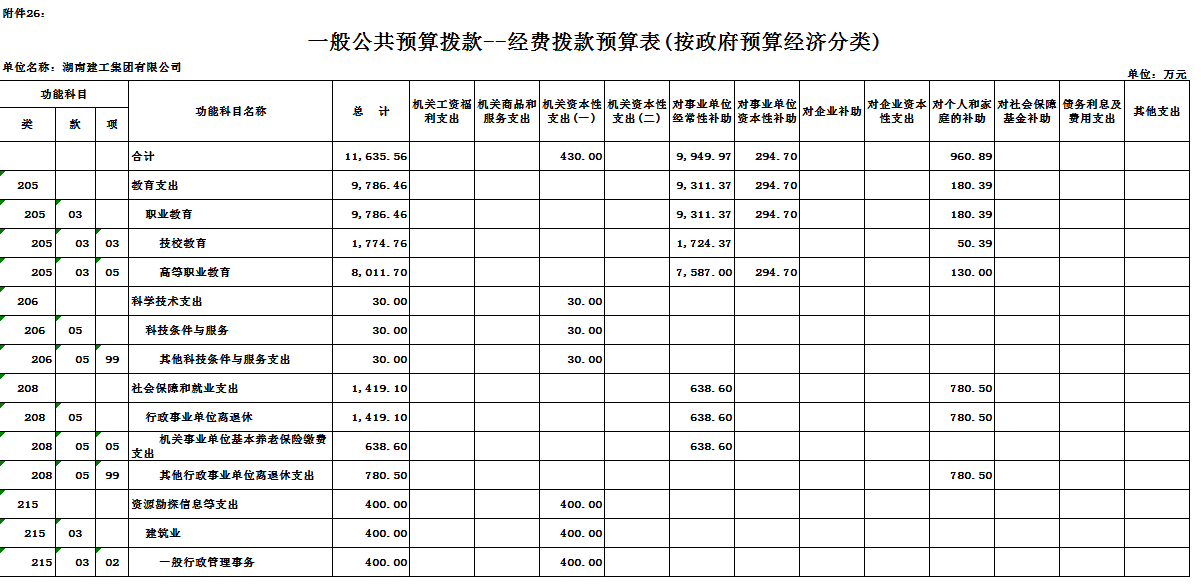 附件26：
一般公共预算拨款--经费拨款预算表(按政府预算经济分类)
单位名称：湖南建工集团有限公司
单位：万元
功能科目 功能科目名称 总 计 机关工资福利支出 机关商品和服务支出 机关资本性支出(一) 机关资本性支出(二) 对事业单位经常性补助 对事业单位资本性补助 对企业补助 对企业资本性支出 对个人和家庭的补助 对社会保障基金补助 债务利息及费用支出 其他支出
类 款 项
合计 11,635.56 430.00 9,949.97 294.70 960.89
205 教育支出 9,786.46 9,311.37 294.70 180.39
205 03 职业教育 9,786.46 9,311.37 294.70 180.39
205 03 03 技校教育 1,774.76 1,724.37 50.39
205 03 05 高等职业教育 8,011.70 7,587.00 294.70 130.00
206 科学技术支出 30.00 30.00
206 05 科技条件与服务 30.00 30.00
206 05 99 其他科技条件与服务支出 30.00 30.00
208 社会保障和就业支出 1,419.10 638.60 780.50
208 05 行政事业单位离退休 1,419.10 638.60 780.50
208 05 05 机关事业单位基本养老保险缴费支出 638.60 638.60
208 05 99 其他行政事业单位离退休支出 780.50 780.50
215 资源勘探信息等支出 400.00 400.00
215 03 建筑业 400.00 400.00
215 03 02 一般行政管理事务 400.00 400.00